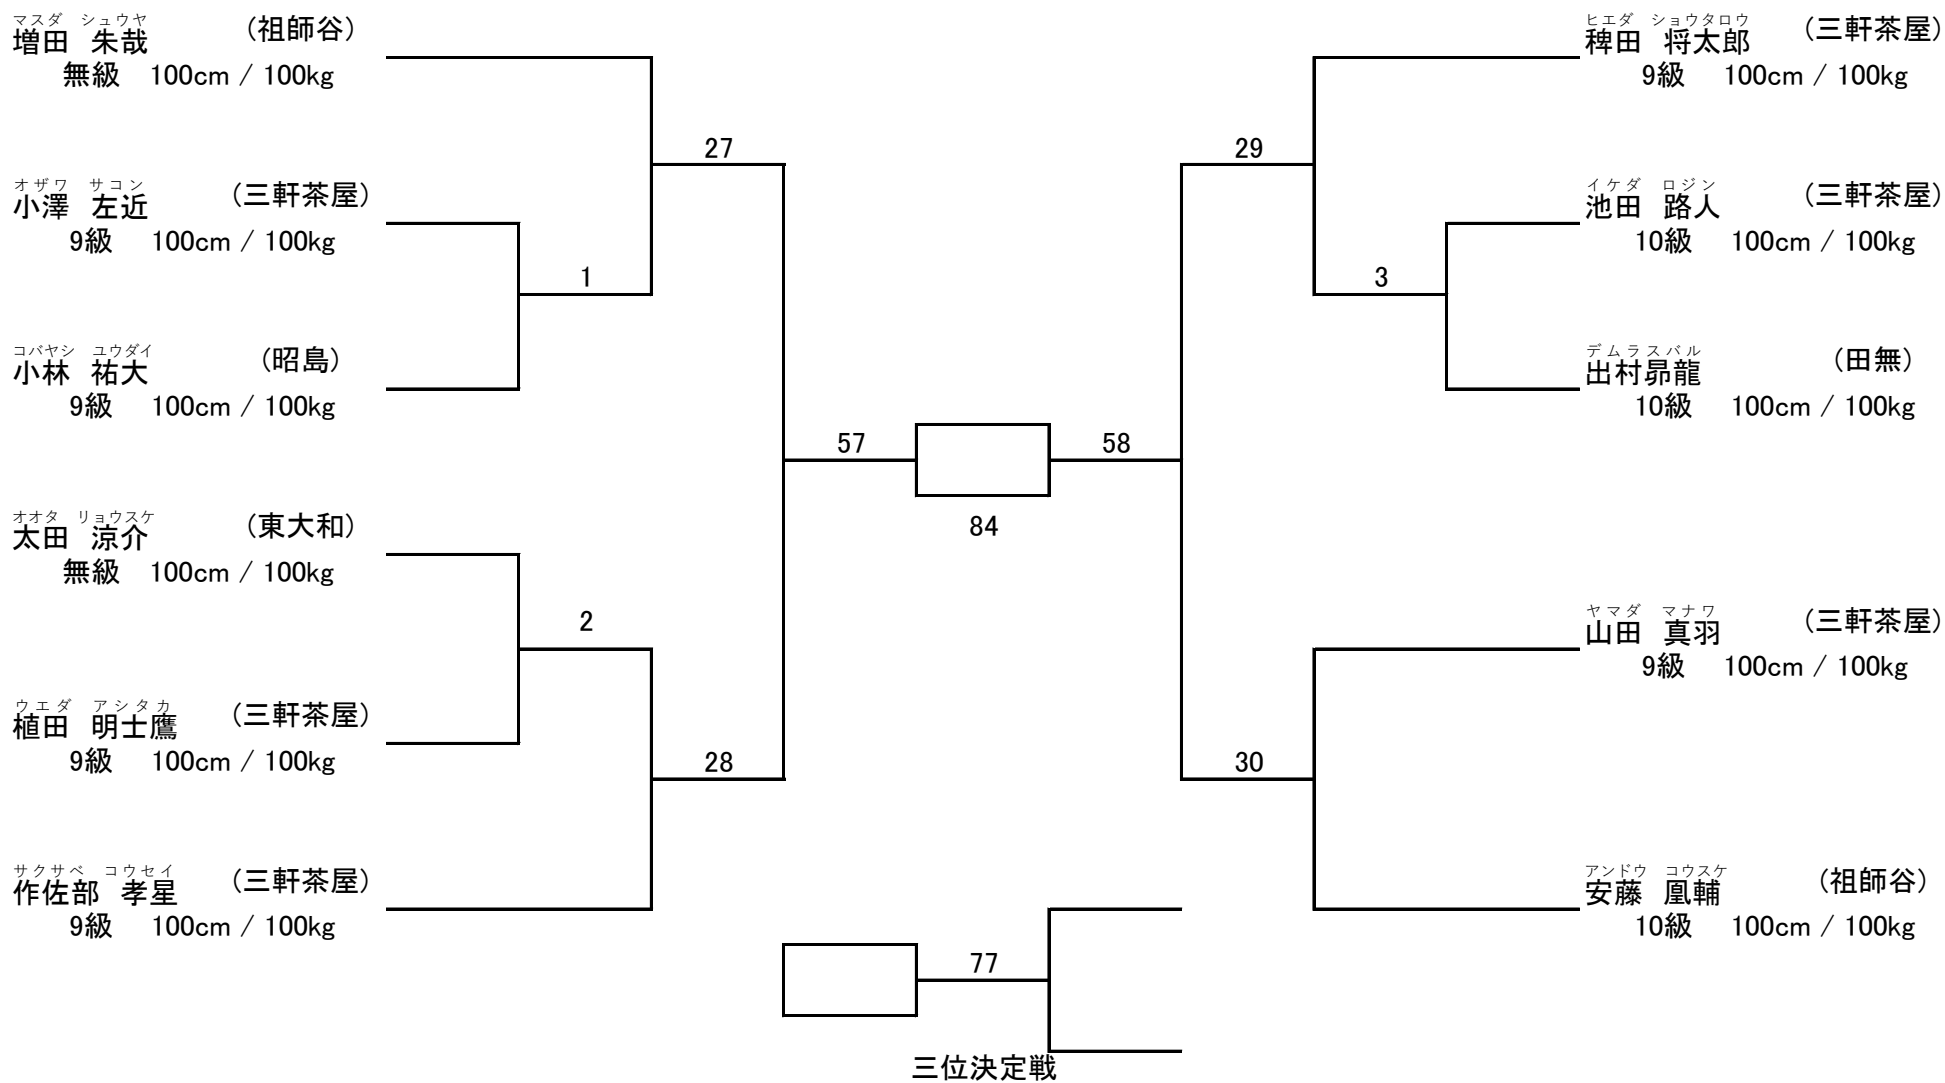 マスダ　シュウヤ
増田　朱哉　（祖師谷）
無級　100cm / 100kg
オザワ　サコン
小澤　左近　（三軒茶屋）
9級　100cm / 100kg
コバヤシ　ユウダイ
小林　祐大　（昭島）
9級　100cm / 100kg
オオタ　リョウスケ
太田　涼介　（東大和）
無級　100cm / 100kg
ウエダ　アシタカ
植田　明士鷹　（三軒茶屋）
9級　100cm / 100kg
サクサベ　コウセイ
作佐部　孝星　（三軒茶屋）
9級　100cm / 100kg
27
1
2
28
57
84
58
29
3
30
77
三位決定戦
ヒエダ　ショウタロウ
稗田　将太郎　（三軒茶屋）
9級　100cm / 100kg
イケダ　ロジン
池田　路人　（三軒茶屋）
10級　100cm / 100kg
デムラスバル
出村昴龍　（田無）
10級　100cm / 100kg
ヤマダ　マナワ
山田　真羽　（三軒茶屋）
9級　100cm / 100kg
アンドウ　コウスケ
安藤　凰輔　（祖師谷）
10級　100cm / 100kg